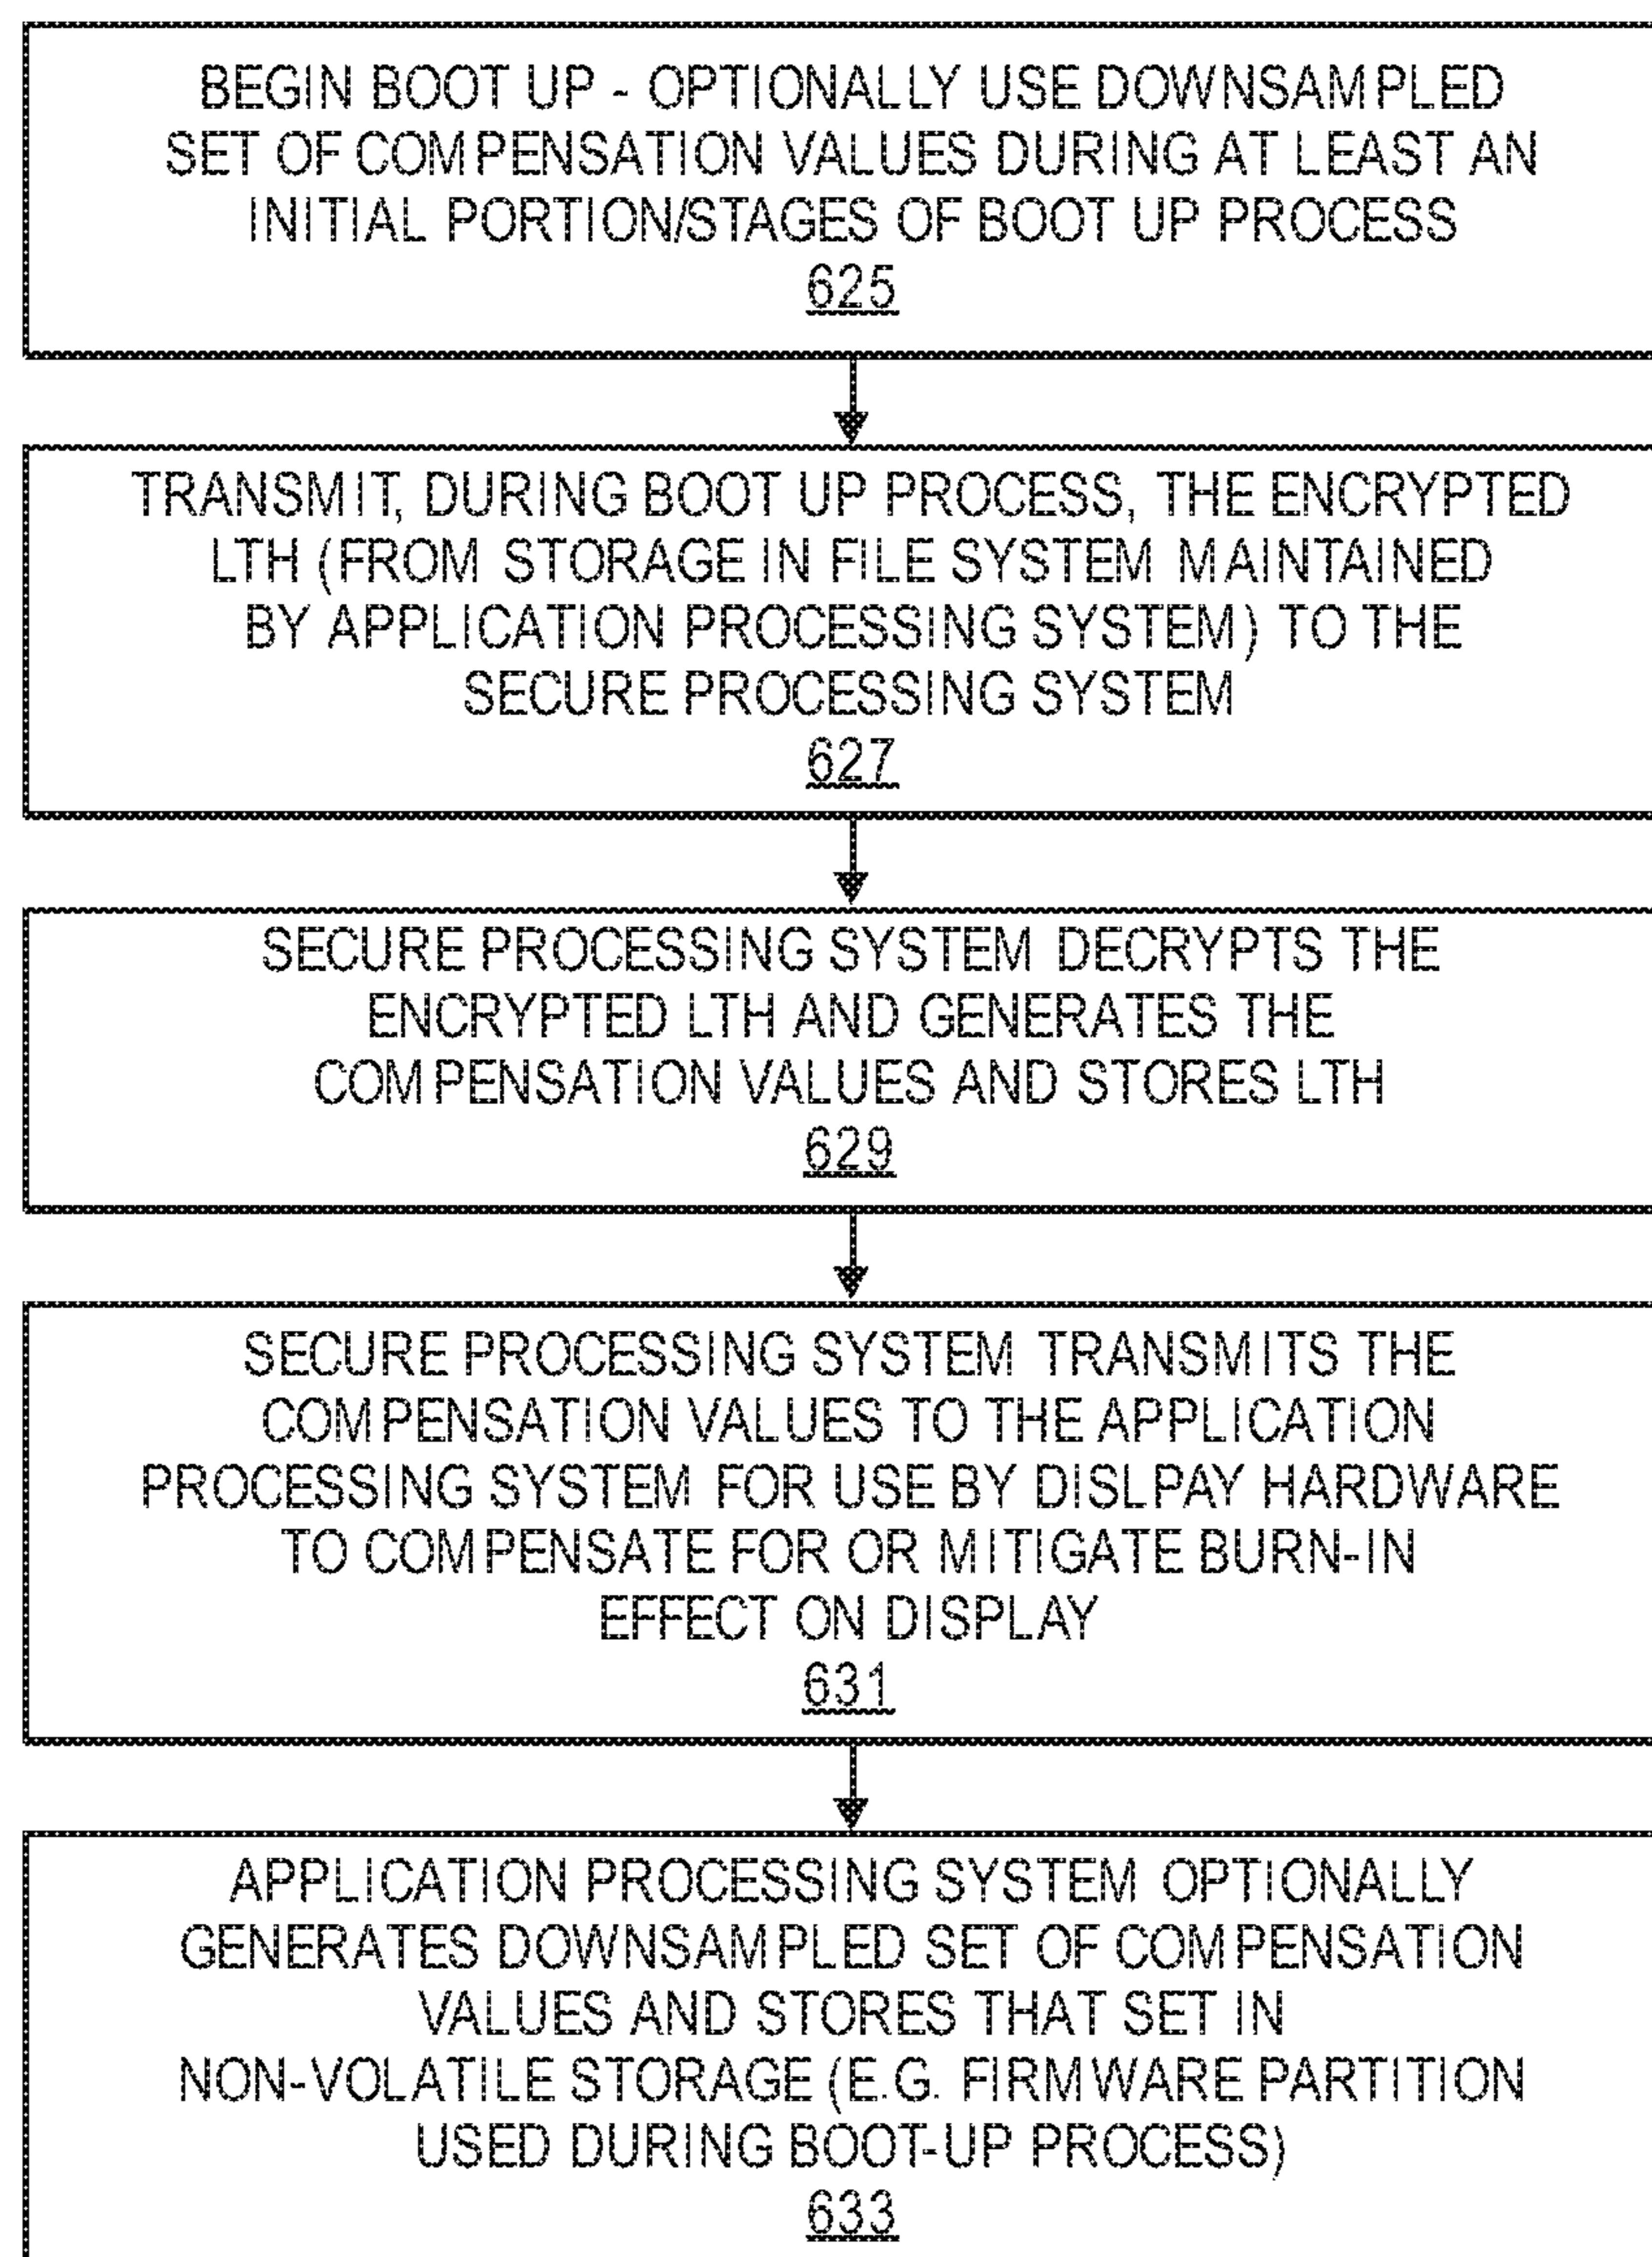 BEGIN BOOT UP - OPTIONALLY USE DOWNSAMPLED
SET OF COMPENSATION VALUES DURING AT LEAST AN
INITIAL PORTION/STAGES OF BOOT UP PROCESS
625
TRANSMIT, DURING BOOT UP PROCESS, THE ENCRYPTED
LTH (FROM STORAGE IN FILE SYSTEM MAINTAINED
BY APPLICATION PROCESSING SYSTEM) TO THE
SECURE PROCESSING SYSTEM
627
SECURE PROCESSING SYSTEM DECRYPTS THE
ENCRYPTED LTH AND GENERATES THE
COMPENSATION VALUES AND STORES LTH
629
SECURE PROCESSING SYSTEM TRANSMITS THE
COMPENSATION VALUES TO THE APPLICATION
PROCESSING SYSTEM FOR USE BY DISLPAY HARDWARE
TO COMPENSATE FOR OR MITIGATE BURN-IN
EFFECT ON DISPLAY
631
APPLICATION PROCESSING SYSTEM OPTIONALLY
GENERATES DOWNSAMPLED SET OF COMPENSATION
VALUES AND STORES THAT SET IN
NON-VOLATILE STORAGE (E.G. FIRMWARE PARTITION
USED DURING BOOT-UP PROCESS)
633